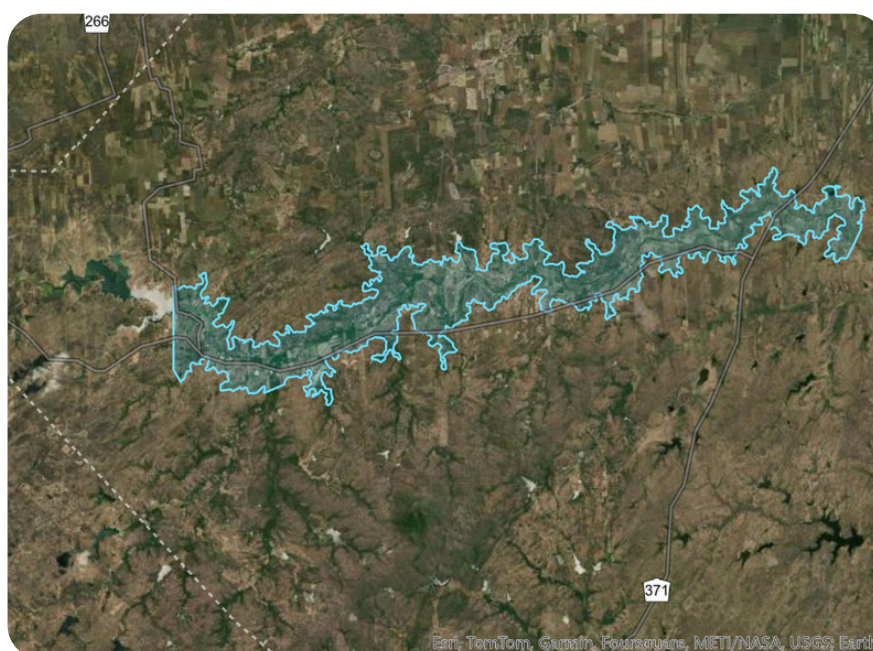 266
371
Esri, TomTom, Garmin, Foursquare, METI/NASA, USGS; Earth